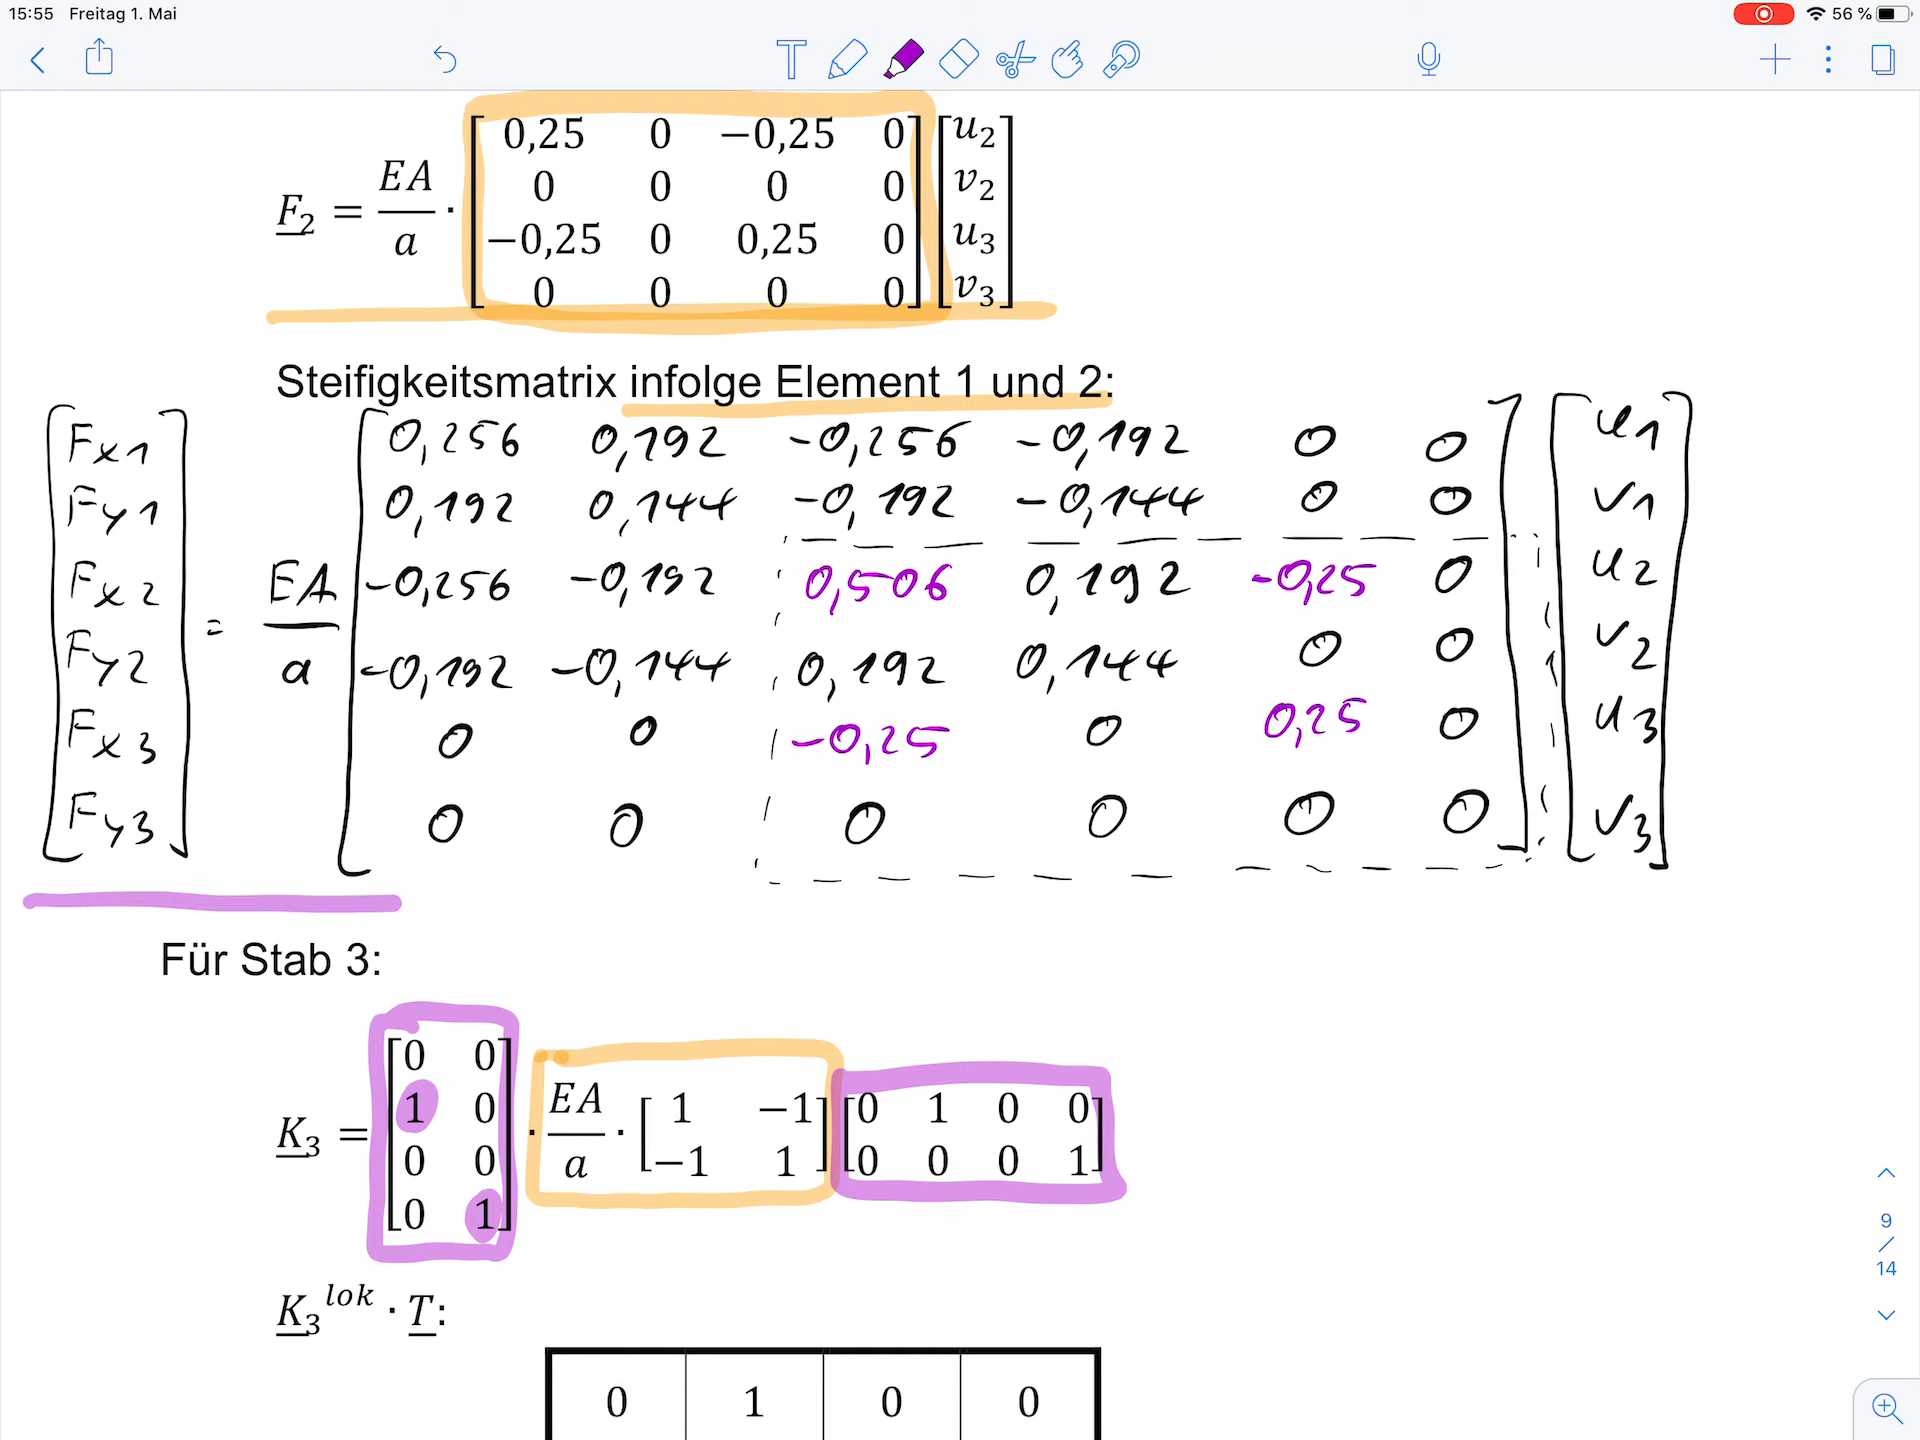 15:55 Freitag 1. Mai 56 %
F₂ = EA/a · [0,25 0 −0,25 0] [u₂]
[0 0 0 0] [v₂]
[−0,25 0 0,25 0] [u₃]
[0 0 0 0] [v₃]
Steifigkeitsmatrix infolge Element 1 und 2:
[Fx1] [0,256 0,192 -0,256 -0,192 0 0] [u1]
[Fy1] [0,192 0,144 -0,192 -0,144 0 0] [v1]
[Fx2] = EA/a [-0,256 -0,192 0,506 0,192 -0,25 0] [u2]
[Fy2] [-0,192 -0,144 0,192 0,144 0 0] [v2]
[Fx3] [0 0 -0,25 0 0,25 0] [u3]
[Fy3] [0 0 0 0 0 0] [v3]
Für Stab 3:
K₃ = [0 0] · EA/a · [1 −1] [0 1 0 0]
[1 0] [−1 1] [0 0 0 1]
[0 0]
[0 1]
K₃ˡᵒᵏ · T:
0 1 0 0
9
/
14